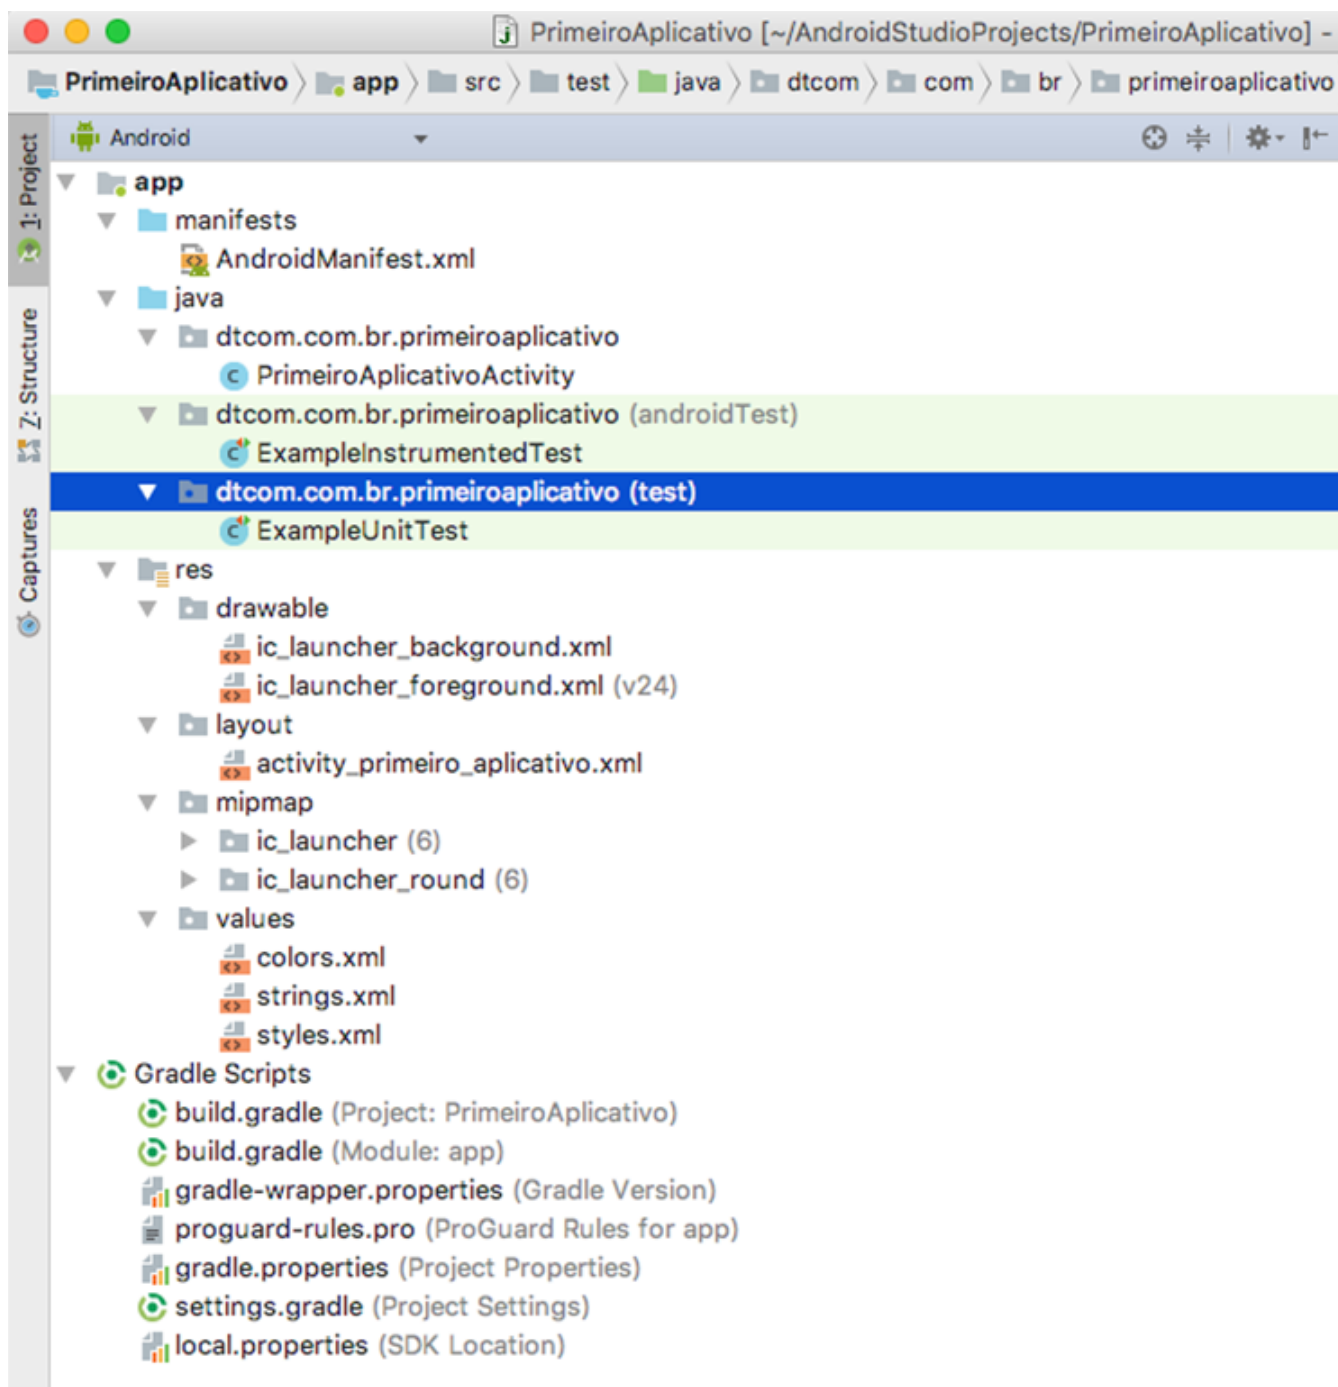 PrimeiroAplicativo [~/AndroidStudioProjects/PrimeiroAplicativo] -
PrimeiroAplicativo app src test java dtcom com br primeiroaplicativo
Android
1: Project
Z: Structure
Captures
app
manifests
AndroidManifest.xml
java
dtcom.com.br.primeiroaplicativo
PrimeiroAplicativoActivity
dtcom.com.br.primeiroaplicativo (androidTest)
ExampleInstrumentedTest
dtcom.com.br.primeiroaplicativo (test)
ExampleUnitTest
res
drawable
ic_launcher_background.xml
ic_launcher_foreground.xml (v24)
layout
activity_primeiro_aplicativo.xml
mipmap
ic_launcher (6)
ic_launcher_round (6)
values
colors.xml
strings.xml
styles.xml
Gradle Scripts
build.gradle (Project: PrimeiroAplicativo)
build.gradle (Module: app)
gradle-wrapper.properties (Gradle Version)
proguard-rules.pro (ProGuard Rules for app)
gradle.properties (Project Properties)
settings.gradle (Project Settings)
local.properties (SDK Location)